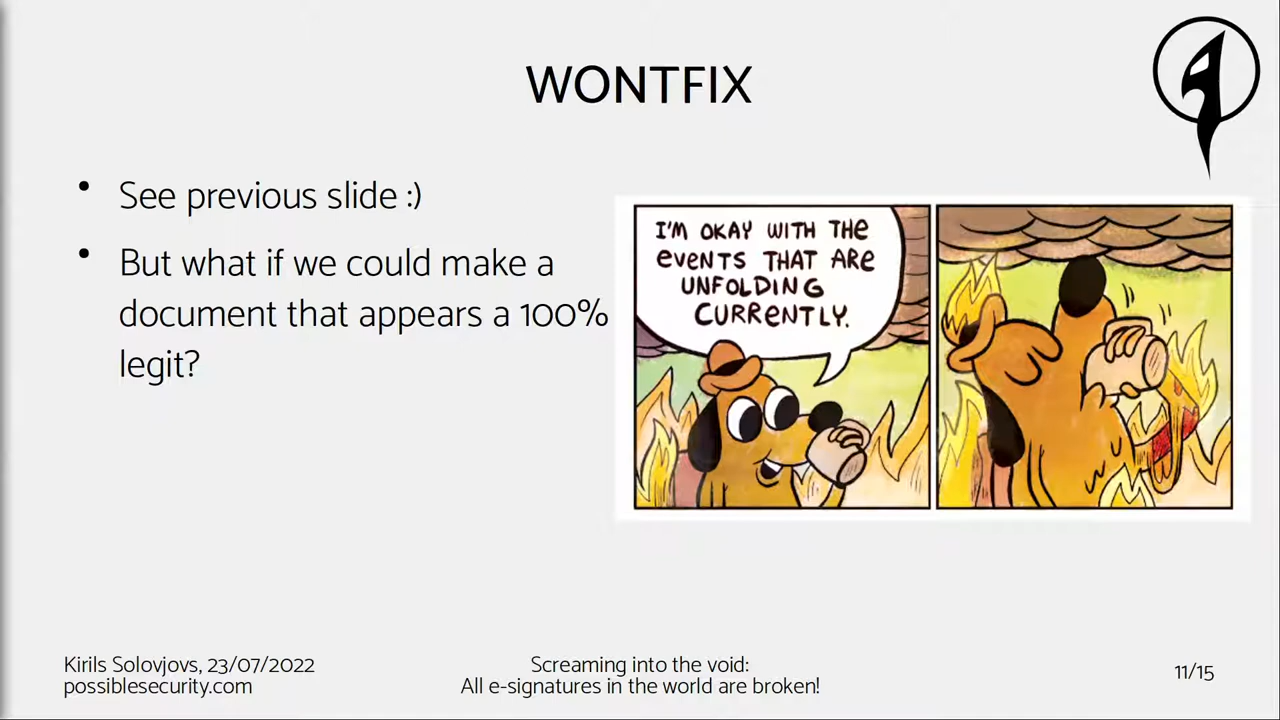 WONTFIX
See previous slide :)
But what if we could make a
document that appears a 100%
legit?
I'M OKAY WITH THE
EVENTS THAT ARE
UNFOLDING
CURRENTLY.
Kirils Solovjovs, 23/07/2022
possiblesecurity.com
Screaming into the void:
All e-signatures in the world are broken!
11/15